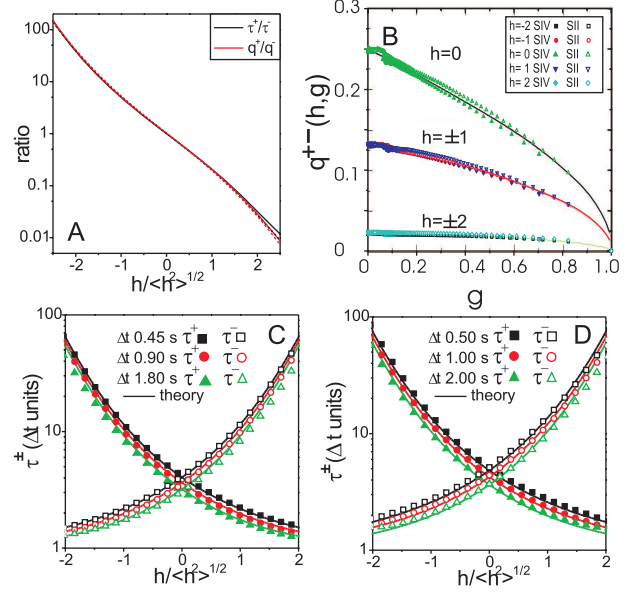 100
10
1
0.1
0.01
ratio
τ⁺/τ⁻
q⁺/q⁻
A
-2 -1 0 1 2
h/<h²>^1/2
0,3
0.2
0.1
0
q⁺⁻(h,g)
B
h=0
h=±1
h=±2
h=-2 SIV SII
h=-1 SIV SII
h= 0 SIV SII
h= 1 SIV SII
h= 2 SIV SII
0 0.2 0.4 0.6 0.8 1.0
g
100
10
1
τ± (Δt units)
C
Δt 0.45 s τ⁺ τ⁻
Δt 0.90 s τ⁺ τ⁻
Δt 1.80 s τ⁺ τ⁻
theory
-2 -1 0 1 2
h/<h²>^1/2
100
10
1
τ± (Δt units)
D
Δt 0.50 s τ⁺ τ⁻
Δt 1.00 s τ⁺ τ⁻
Δt 2.00 s τ⁺ τ⁻
theory
-2 -1 0 1 2
h/<h²>^1/2